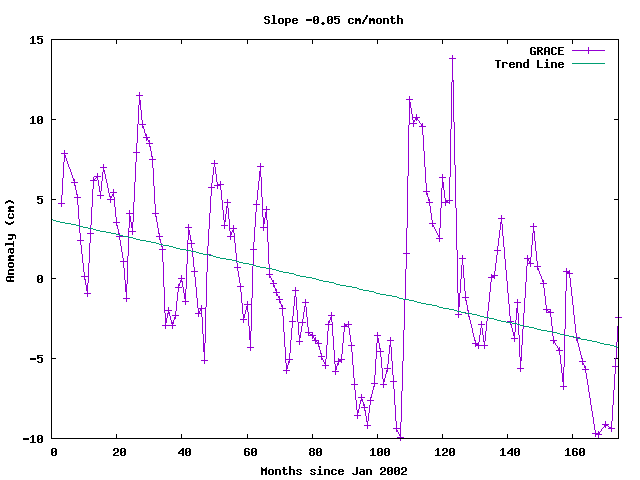 Slope -0.05 cm/month
GRACE
Trend Line
Anomaly (cm)
15
10
5
0
-5
-10
0 20 40 60 80 100 120 140 160
Months since Jan 2002